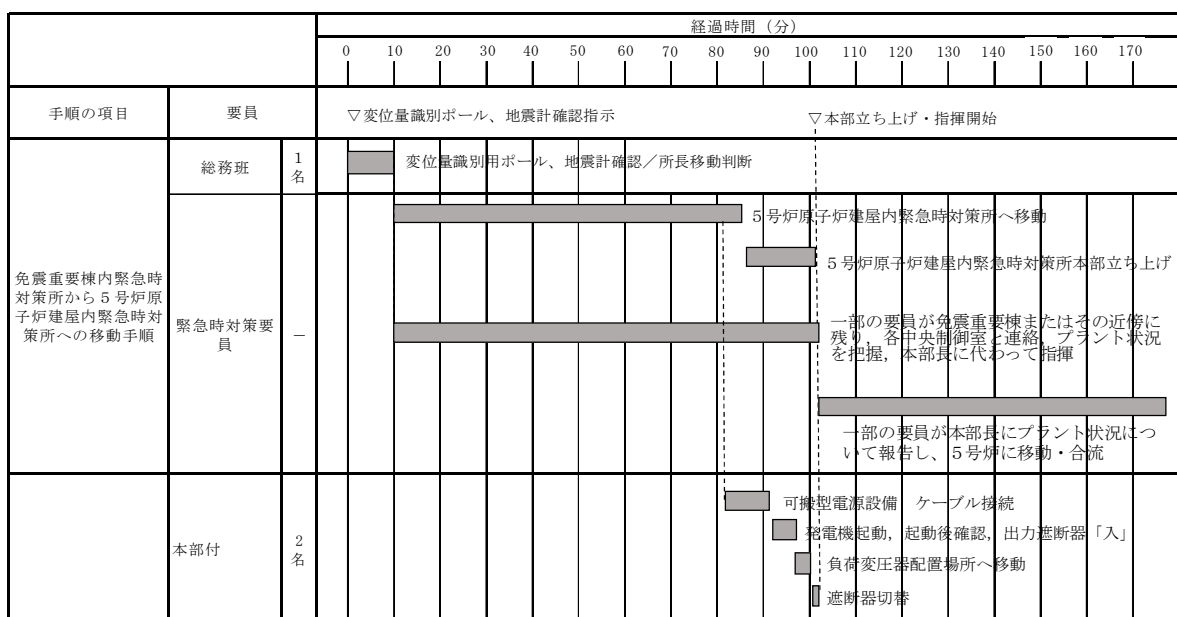 経過時間（分）
0 10 20 30 40 50 60 70 80 90 100 110 120 130 140 150 160 170
手順の項目 要員
▽変位量識別ポール、地震計確認指示
▽本部立ち上げ・指揮開始
総務班 1名
変位量識別用ポール、地震計確認／所長移動判断
5号炉原子炉建屋内緊急時対策所へ移動
5号炉原子炉建屋内緊急時対策所本部立ち上げ
免震重要棟内緊急時
対策所から5号炉原
子炉建屋内緊急時対
策所への移動手順
緊急時対策要
員
－
一部の要員が免震重要棟またはその近傍に
残り，各中央制御室と連絡，プラント状況
を把握，本部長に代わって指揮
一部の要員が本部長にプラント状況につ
いて報告し、5号炉に移動・合流
本部付 2名
可搬型電源設備 ケーブル接続
発電機起動，起動後確認，出力遮断器「入」
負荷変圧器配置場所へ移動
遮断器切替